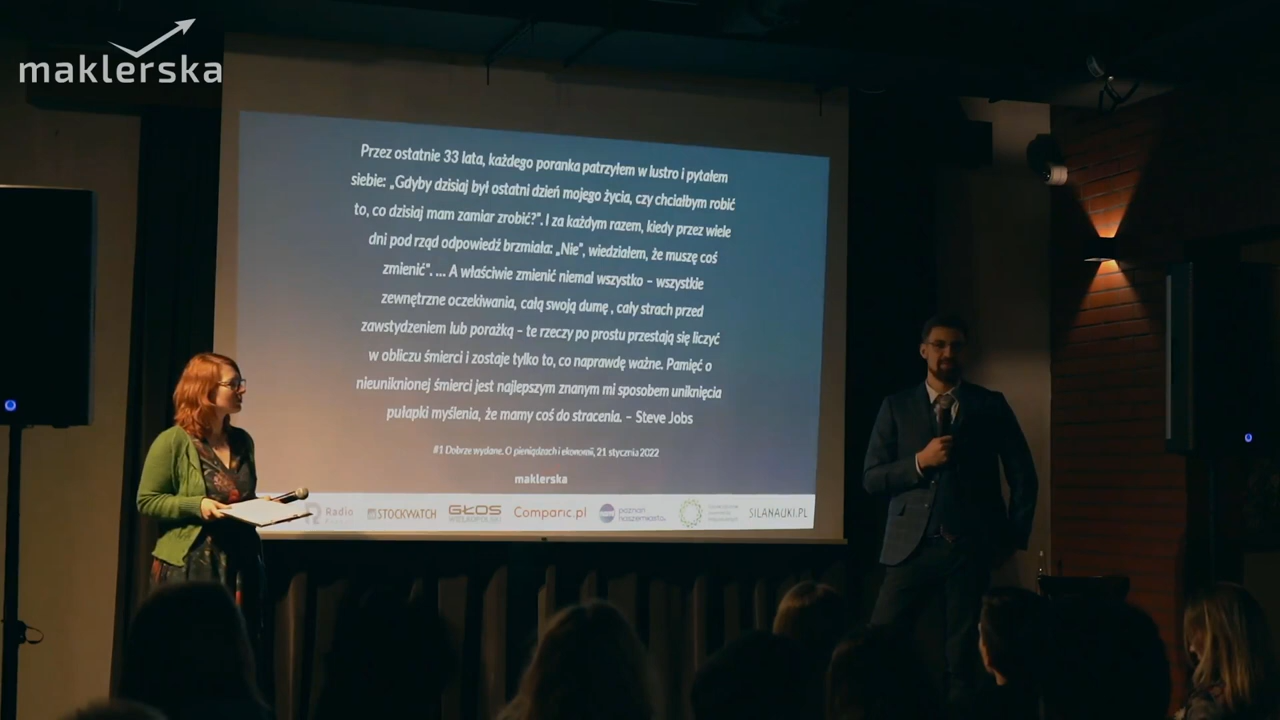 maklerska
Przez ostatnie 33 lata, każdego poranka patrzyłem w lustro i pytałem
siebie: „Gdyby dzisiaj był ostatni dzień mojego życia, czy chciałbym robić
to, co dzisiaj mam zamiar zrobić?”. I za każdym razem, kiedy przez wiele
dni pod rząd odpowiedź brzmiała: „Nie”, wiedziałem, że muszę coś
zmienić”. ... A właściwie zmienić niemal wszystko – wszystkie
zewnętrzne oczekiwania, całą swoją dumę , cały strach przed
zawstydzeniem lub porażką – te rzeczy po prostu przestają się liczyć
w obliczu śmierci i zostaje tylko to, co naprawdę ważne. Pamięć o
nieuniknionej śmierci jest najlepszym znanym mi sposobem uniknięcia
pułapki myślenia, że mamy coś do stracenia. – Steve Jobs
#1 Dobrze wydane. O pieniądzach i ekonomii, 21 stycznia 2022
maklerska
Radio
STOCKWATCH
GŁOS
WIELKOPOLSKI
Comparic.pl
poznań
naszemiasto
SILANAUKI.PL